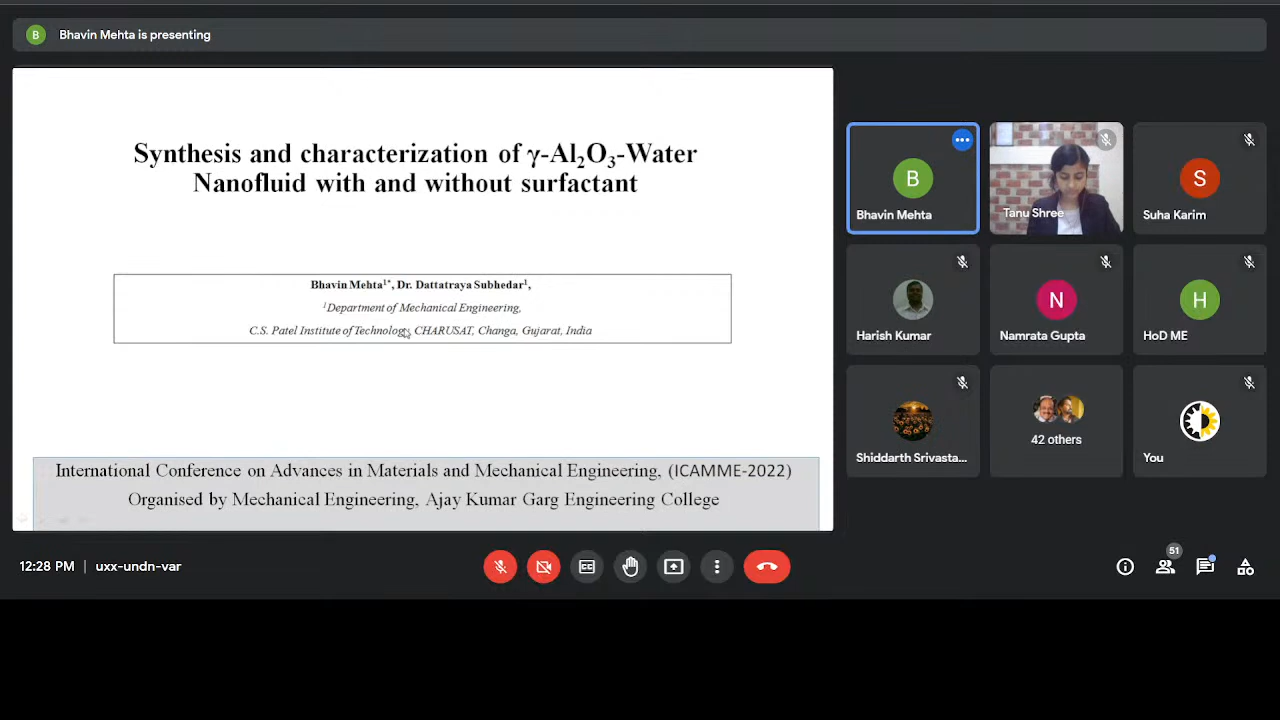 B
Bhavin Mehta is presenting
Synthesis and characterization of γ-Al₂O₃-Water
Nanofluid with and without surfactant
Bhavin Mehta¹*, Dr. Dattatraya Subhedar¹,
¹Department of Mechanical Engineering,
C.S. Patel Institute of Technology, CHARUSAT, Changa, Gujarat, India
International Conference on Advances in Materials and Mechanical Engineering, (ICAMME-2022)
Organised by Mechanical Engineering, Ajay Kumar Garg Engineering College
B
Bhavin Mehta
Tanu Shree
S
Suha Karim
Harish Kumar
N
Namrata Gupta
H
HoD ME
Shiddarth Srivasta...
42 others
You
12:28 PM | uxx-undn-var
51